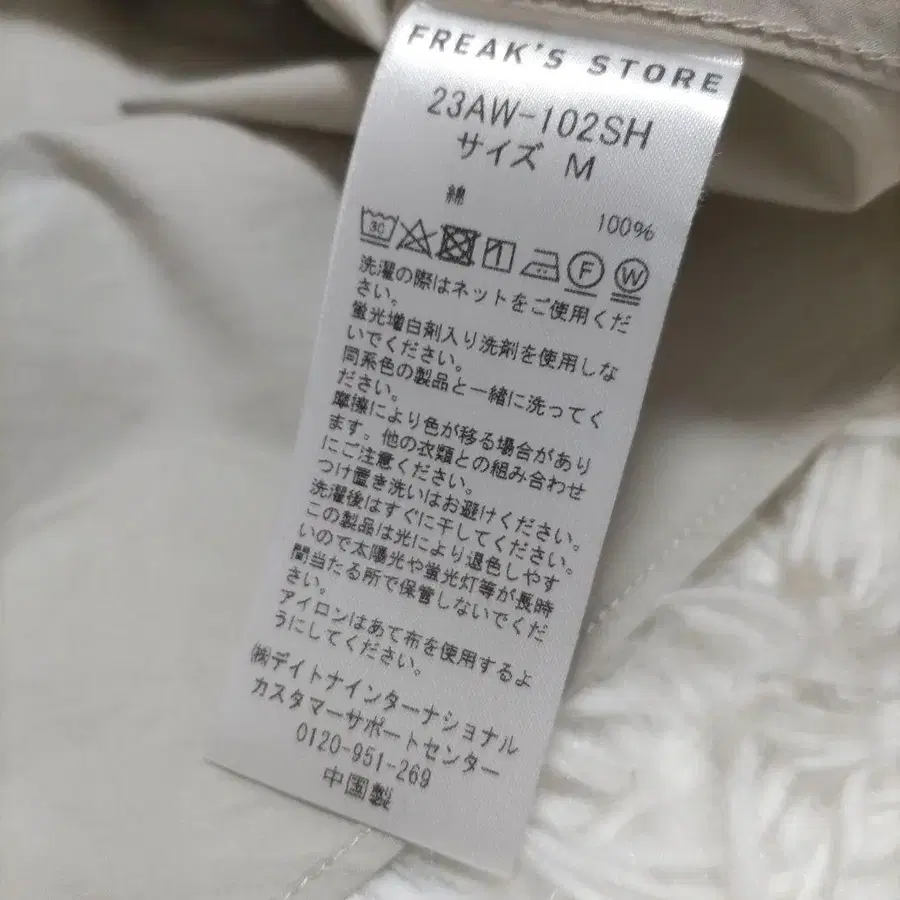 FREAK'S STORE
23AW-102SH
サイズ M
綿 100%
30 F W
洗濯の際はネットをご使用くだ
さい。
蛍光増白剤入り洗剤を使用しな
いでください。
同系色の製品と一緒に洗ってく
ださい。
摩擦により色が移る場合があり
ます。他の衣類との組み合わせ
にご注意ください。
つけ置き洗いはお避けください。
洗濯後はすぐに干してください。
この製品は光により退色しやす
いので太陽光や蛍光灯等が長時
間当たる所で保管しないでくだ
さい。
アイロンはあて布を使用するよ
うにしてください。
㈱デイトナインターナショナル
カスタマーサポートセンター
0120-951-269
中国製